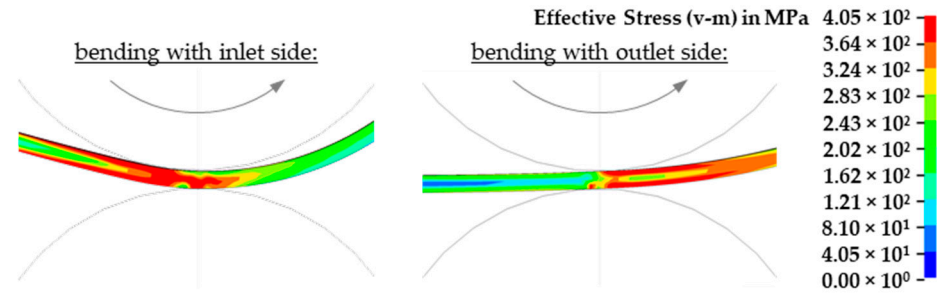 Effective Stress (v-m) in MPa
bending with inlet side:
bending with outlet side:
4.05 × 10²
3.64 × 10²
3.24 × 10²
2.83 × 10²
2.43 × 10²
2.02 × 10²
1.62 × 10²
1.21 × 10²
8.10 × 10¹
4.05 × 10¹
0.00 × 10⁰